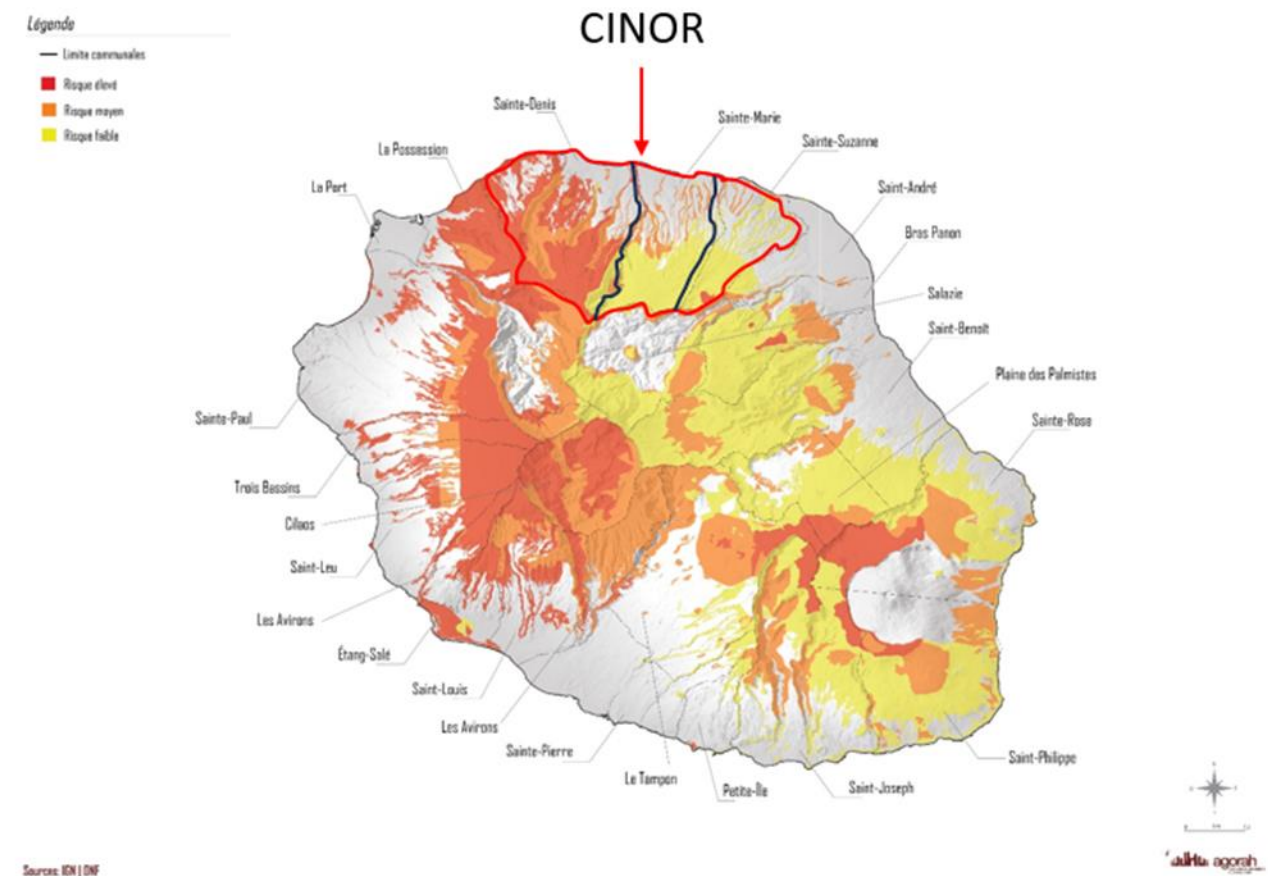 CINOR
Légende
Limite communales
Risque élevé
Risque moyen
Risque faible
Sainte-Denis
Sainte-Marie
Sainte-Suzanne
La Possession
Saint-André
La Port
Bras Panon
Salazie
Saint-Benoît
Plaine des Palmistes
Sainte-Rose
Sainte-Paul
Trois Bassins
Cilaos
Saint-Leu
Les Avirons
Étang-Salé
Saint-Louis
Les Avirons
Sainte-Pierre
Le Tampon
Petite-Île
Saint-Joseph
Saint-Philippe
Sources: IGN | ONF
agorah